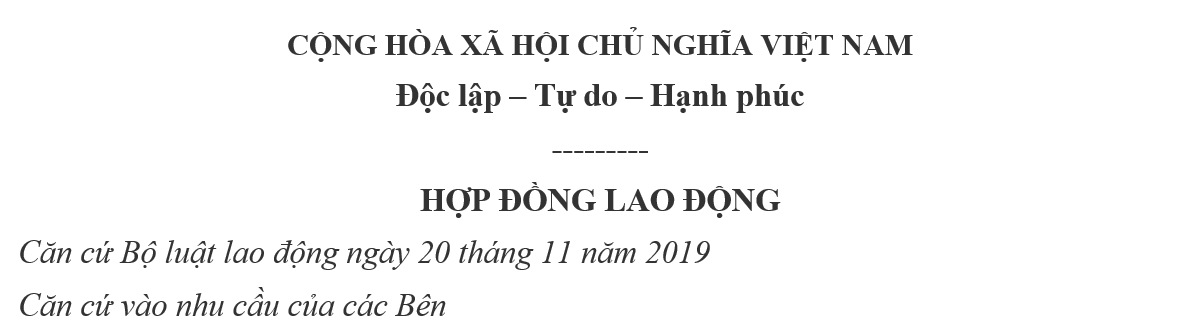 CỘNG HÒA XÃ HỘI CHỦ NGHĨA VIỆT NAM
Độc lập – Tự do – Hạnh phúc
---------
HỢP ĐỒNG LAO ĐỘNG
Căn cứ Bộ luật lao động ngày 20 tháng 11 năm 2019
Căn cứ vào nhu cầu của các Bên